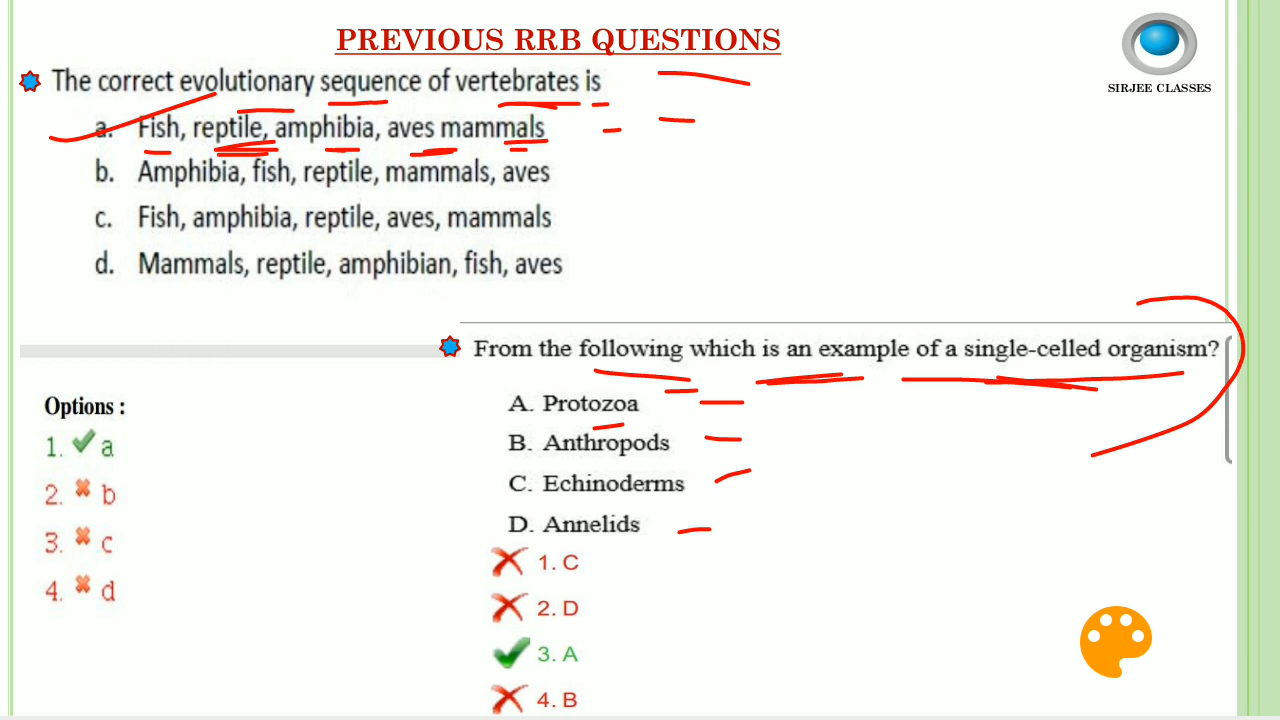 PREVIOUS RRB QUESTIONS
SIRJEE CLASSES
The correct evolutionary sequence of vertebrates is
a. Fish, reptile, amphibia, aves mammals
b. Amphibia, fish, reptile, mammals, aves
c. Fish, amphibia, reptile, aves, mammals
d. Mammals, reptile, amphibian, fish, aves
Options :
1. a
2. b
3. c
4. d
From the following which is an example of a single-celled organism?
A. Protozoa
B. Anthropods
C. Echinoderms
D. Annelids
1. C
2. D
3. A
4. B